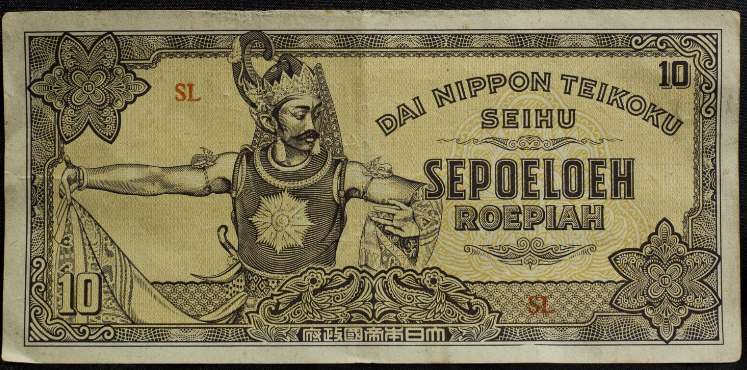 10
SL
DAI NIPPON TEIKOKU
SEIHU
SEPOELOEH
ROEPIAH
10
SL
府政國帝本日大